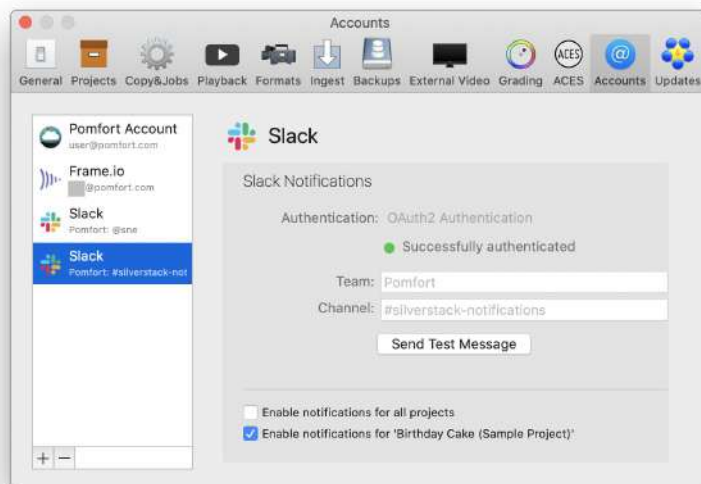 Accounts
General Projects Copy&Jobs Playback Formats Ingest Backups External Video Grading ACES Accounts Updates
ACES
Pomfort Account
user@pomfort.com
Frame.io
@pomfort.com
Slack
Pomfort: @sne
Slack
Pomfort: #silverstack-not
Slack
Slack Notifications
Authentication: OAuth2 Authentication
Successfully authenticated
Team: Pomfort
Channel: #silverstack-notifications
Send Test Message
Enable notifications for all projects
Enable notifications for 'Birthday Cake (Sample Project)'